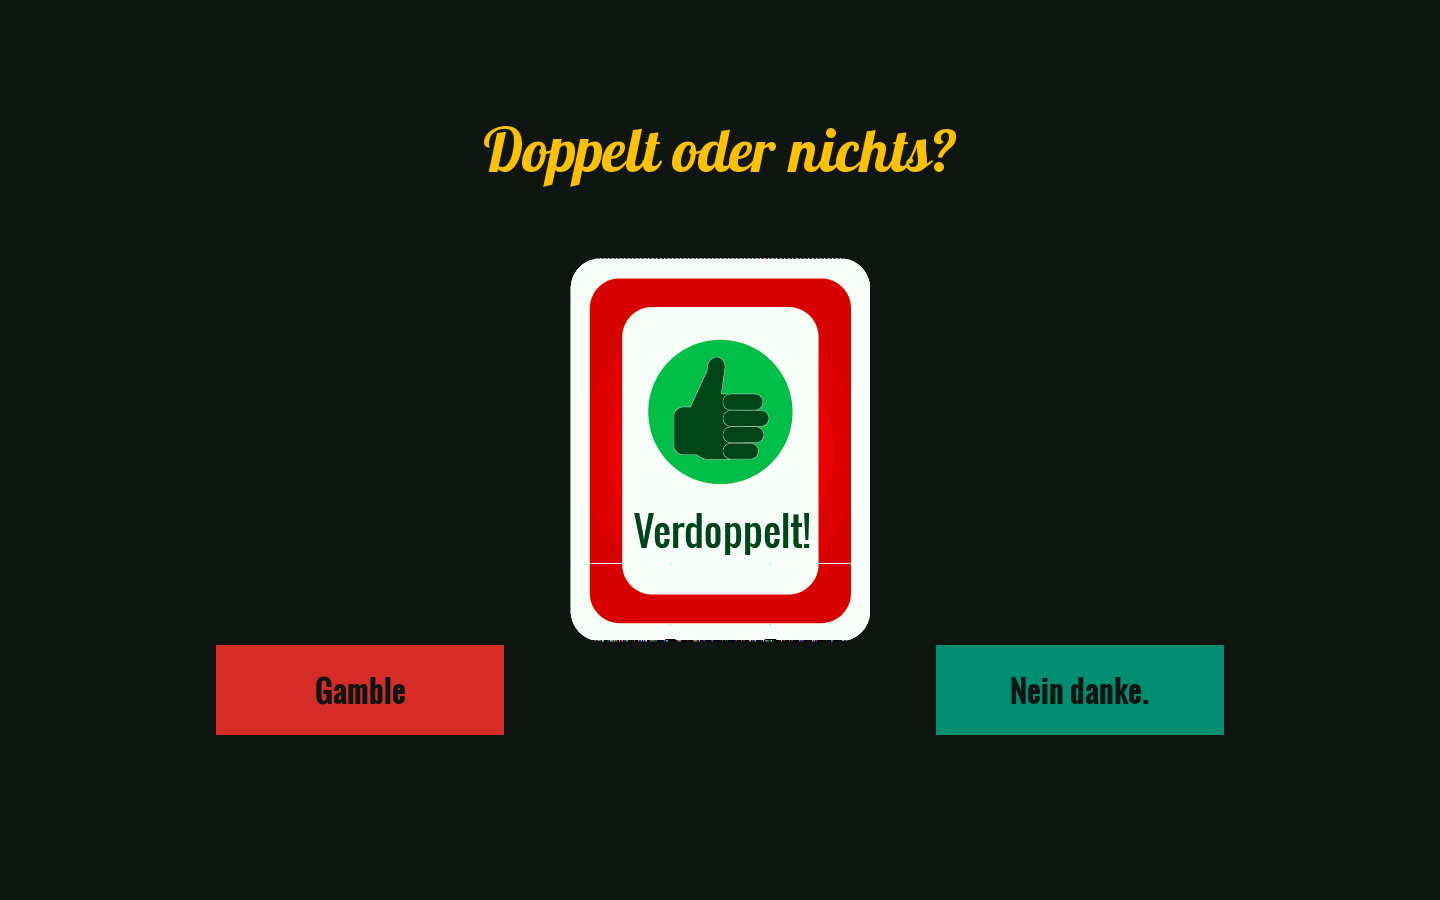 Doppelt oder nichts?
Verdoppelt!
Gamble
Nein danke.